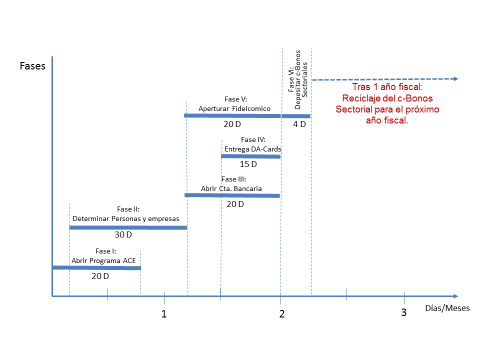 Fases
Fase VI:
Depositar c-Bonos
Sectoriales
Tras 1 año fiscal:
Reciclaje del c-Bonos
Sectorial para el próximo
año fiscal.
Fase V:
Aperturar Fideicomico
20 D
4 D
Fase IV:
Entrega DA-Cards
15 D
Fase III:
Abrir Cta. Bancaria
20 D
Fase II:
Determinar Personas y empresas
30 D
Fase I:
Abrir Programa ACE
20 D
1
2
3
Días/Meses